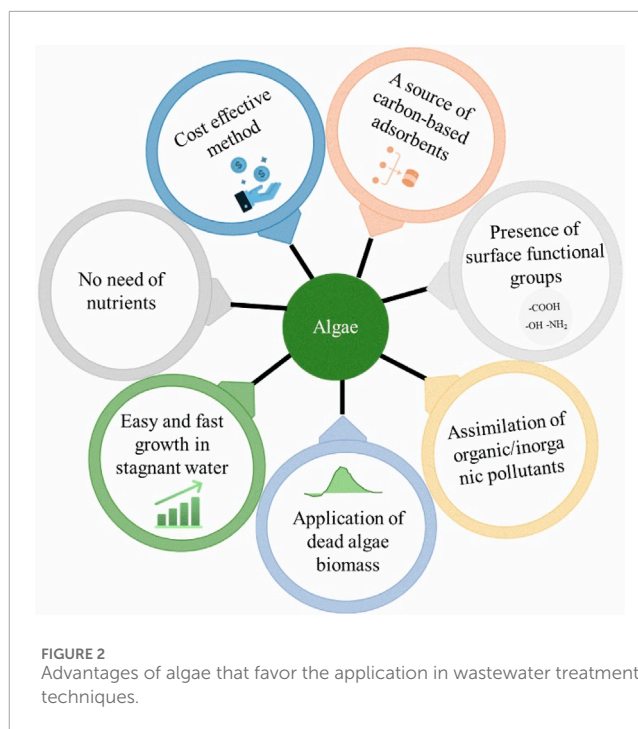 Cost effective
method
A source of
carbon-based
adsorbents
Presence of
surface functional
groups
-COOH
-OH -NH₂
Assimilation of
organic/inorga
nic pollutants
Application of
dead algae
biomass
Easy and fast
growth in
stagnant water
No need of
nutrients
Algae
FIGURE 2
Advantages of algae that favor the application in wastewater treatment
techniques.